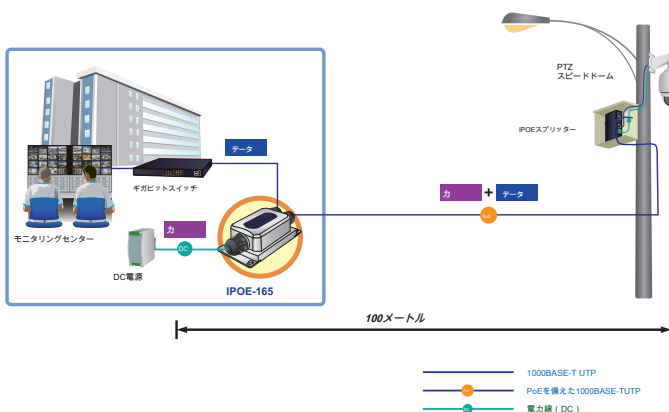 PTZ
スピードドーム
IPOEスプリッター
データ
ギガビットスイッチ
力 + データ
PoE
モニタリングセンター
力
DC
DC電源
IPOE-165
100メートル
1000BASE-T UTP
PoEを備えた1000BASE-TUTP
電力線 ( DC )